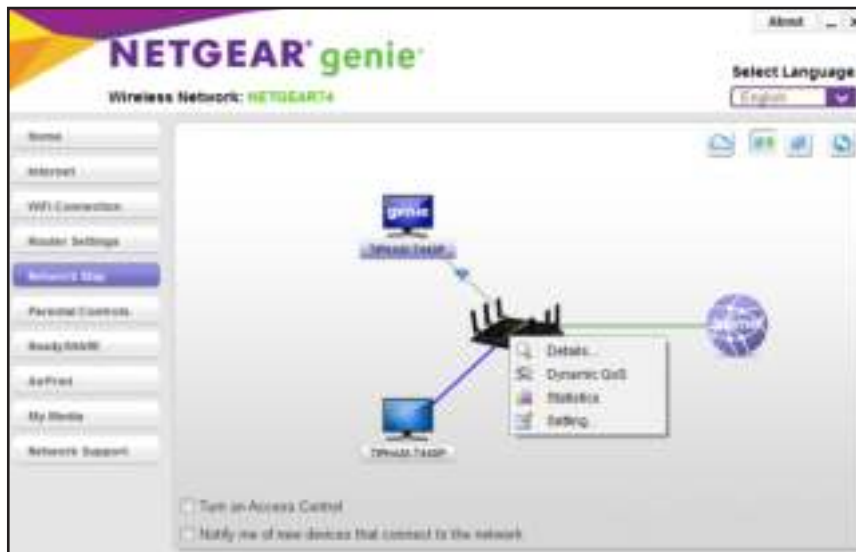 About
NETGEAR® genie®
Select Language
Wireless Network: NETGEAR74
English
Home
Internet
WiFi Connection
Router Settings
Network Map
Parental Controls
ReadySHARE
AirPrint
My Media
Network Support
genie
Internet
Details...
Dynamic QoS
Statistics
Setting...
Turn on Access Control
Notify me of new devices that connect to the network